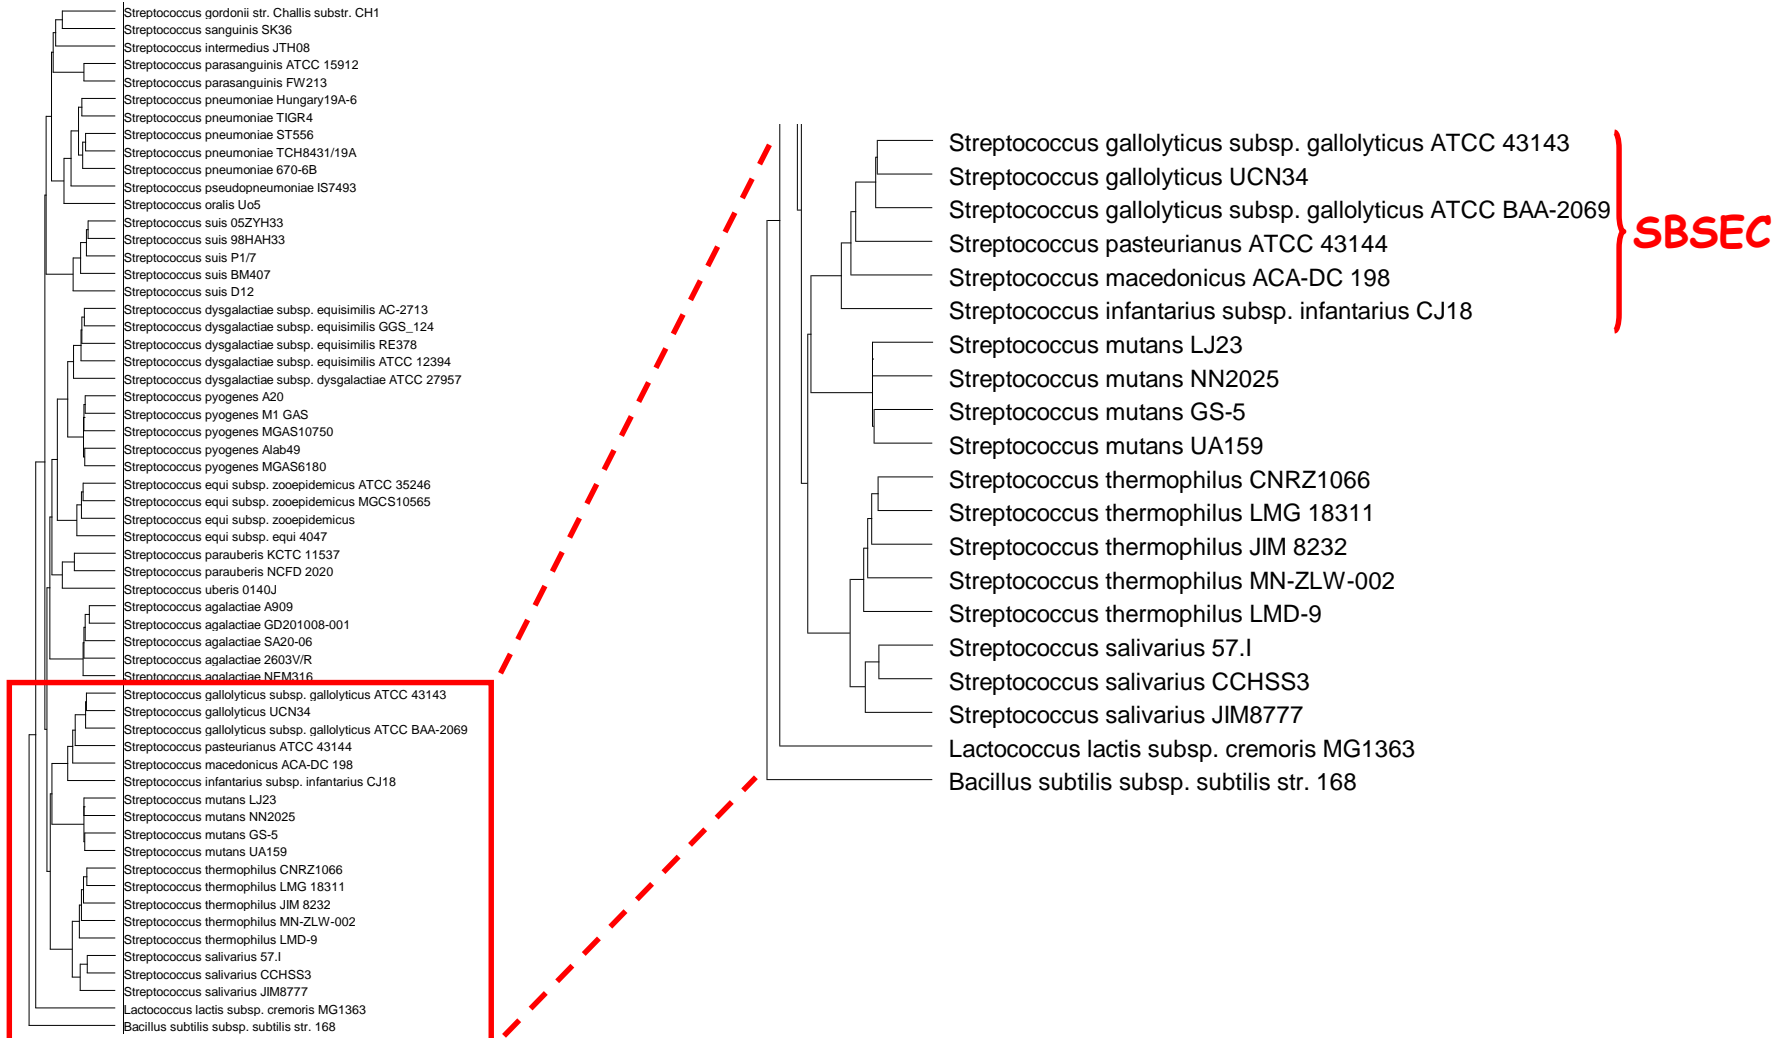 Streptococcus gordonii str. Challis substr. CH1
Streptococcus sanguinis SK36
Streptococcus intermedius JTH08
Streptococcus parasanguinis ATCC 15912
Streptococcus parasanguinis FW213
Streptococcus pneumoniae Hungary19A-6
Streptococcus pneumoniae TIGR4
Streptococcus pneumoniae ST556
Streptococcus pneumoniae TCH8431/19A
Streptococcus pneumoniae 670-6B
Streptococcus pseudopneumoniae IS7493
Streptococcus oralis Uo5
Streptococcus suis 05ZYH33
Streptococcus suis 98HAH33
Streptococcus suis P1/7
Streptococcus suis BM407
Streptococcus suis D12
Streptococcus dysgalactiae subsp. equisimilis AC-2713
Streptococcus dysgalactiae subsp. equisimilis GGS_124
Streptococcus dysgalactiae subsp. equisimilis RE378
Streptococcus dysgalactiae subsp. equisimilis ATCC 12394
Streptococcus dysgalactiae subsp. dysgalactiae ATCC 27957
Streptococcus pyogenes A20
Streptococcus pyogenes M1 GAS
Streptococcus pyogenes MGAS10750
Streptococcus pyogenes Alab49
Streptococcus pyogenes MGAS6180
Streptococcus equi subsp. zooepidemicus ATCC 35246
Streptococcus equi subsp. zooepidemicus MGCS10565
Streptococcus equi subsp. zooepidemicus
Streptococcus equi subsp. equi 4047
Streptococcus parauberis KCTC 11537
Streptococcus parauberis NCFD 2020
Streptococcus uberis 0140J
Streptococcus agalactiae A909
Streptococcus agalactiae GD201008-001
Streptococcus agalactiae SA20-06
Streptococcus agalactiae 2603V/R
Streptococcus agalactiae NEM316
Streptococcus gallolyticus subsp. gallolyticus ATCC 43143
Streptococcus gallolyticus UCN34
Streptococcus gallolyticus subsp. gallolyticus ATCC BAA-2069
Streptococcus pasteurianus ATCC 43144
Streptococcus macedonicus ACA-DC 198
Streptococcus infantarius subsp. infantarius CJ18
Streptococcus mutans LJ23
Streptococcus mutans NN2025
Streptococcus mutans GS-5
Streptococcus mutans UA159
Streptococcus thermophilus CNRZ1066
Streptococcus thermophilus LMG 18311
Streptococcus thermophilus JIM 8232
Streptococcus thermophilus MN-ZLW-002
Streptococcus thermophilus LMD-9
Streptococcus salivarius 57.I
Streptococcus salivarius CCHSS3
Streptococcus salivarius JIM8777
Lactococcus lactis subsp. cremoris MG1363
Bacillus subtilis subsp. subtilis str. 168
Streptococcus gallolyticus subsp. gallolyticus ATCC 43143
Streptococcus gallolyticus UCN34
Streptococcus gallolyticus subsp. gallolyticus ATCC BAA-2069
Streptococcus pasteurianus ATCC 43144
Streptococcus macedonicus ACA-DC 198
Streptococcus infantarius subsp. infantarius CJ18
Streptococcus mutans LJ23
Streptococcus mutans NN2025
Streptococcus mutans GS-5
Streptococcus mutans UA159
Streptococcus thermophilus CNRZ1066
Streptococcus thermophilus LMG 18311
Streptococcus thermophilus JIM 8232
Streptococcus thermophilus MN-ZLW-002
Streptococcus thermophilus LMD-9
Streptococcus salivarius 57.I
Streptococcus salivarius CCHSS3
Streptococcus salivarius JIM8777
Lactococcus lactis subsp. cremoris MG1363
Bacillus subtilis subsp. subtilis str. 168
SBSEC